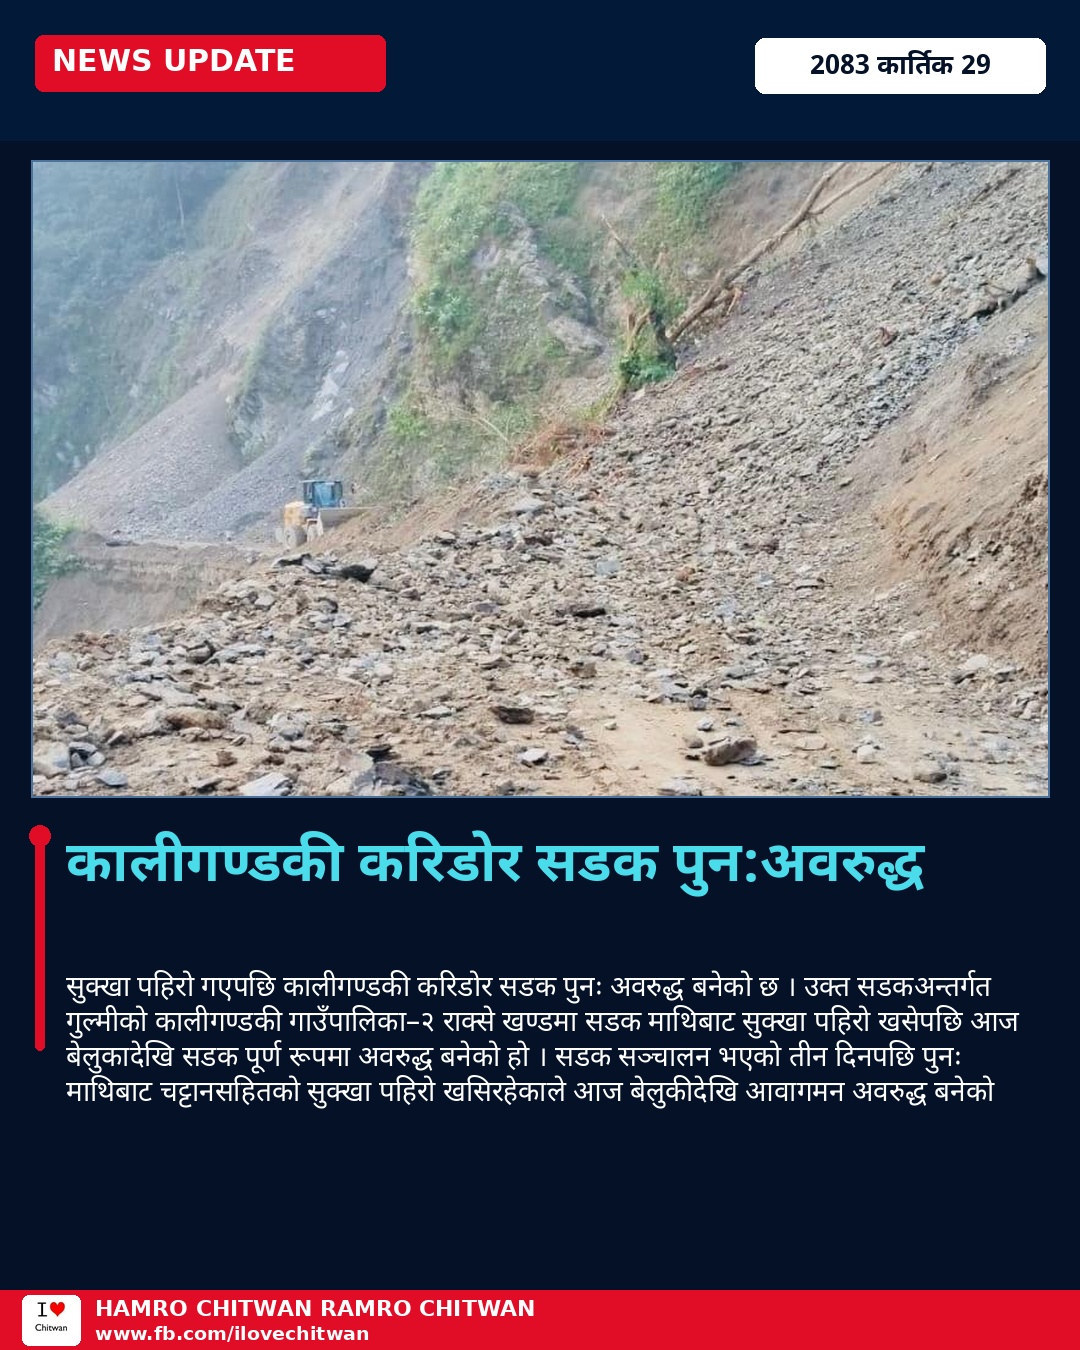 NEWS UPDATE
2083 कार्तिक 29
कालीगण्डकी करिडोर सडक पुन:अवरुद्ध
सुक्खा पहिरो गएपछि कालीगण्डकी करिडोर सडक पुनः अवरुद्ध बनेको छ । उक्त सडकअन्तर्गत
गुल्मीको कालीगण्डकी गाउँपालिका–२ राक्से खण्डमा सडक माथिबाट सुक्खा पहिरो खसेपछि आज
बेलुकादेखि सडक पूर्ण रूपमा अवरुद्ध बनेको हो । सडक सञ्चालन भएको तीन दिनपछि पुनः
माथिबाट चट्टानसहितको सुक्खा पहिरो खसिरहेकाले आज बेलुकीदेखि आवागमन अवरुद्ध बनेको
I❤
Chitwan
HAMRO CHITWAN RAMRO CHITWAN
www.fb.com/ilovechitwan